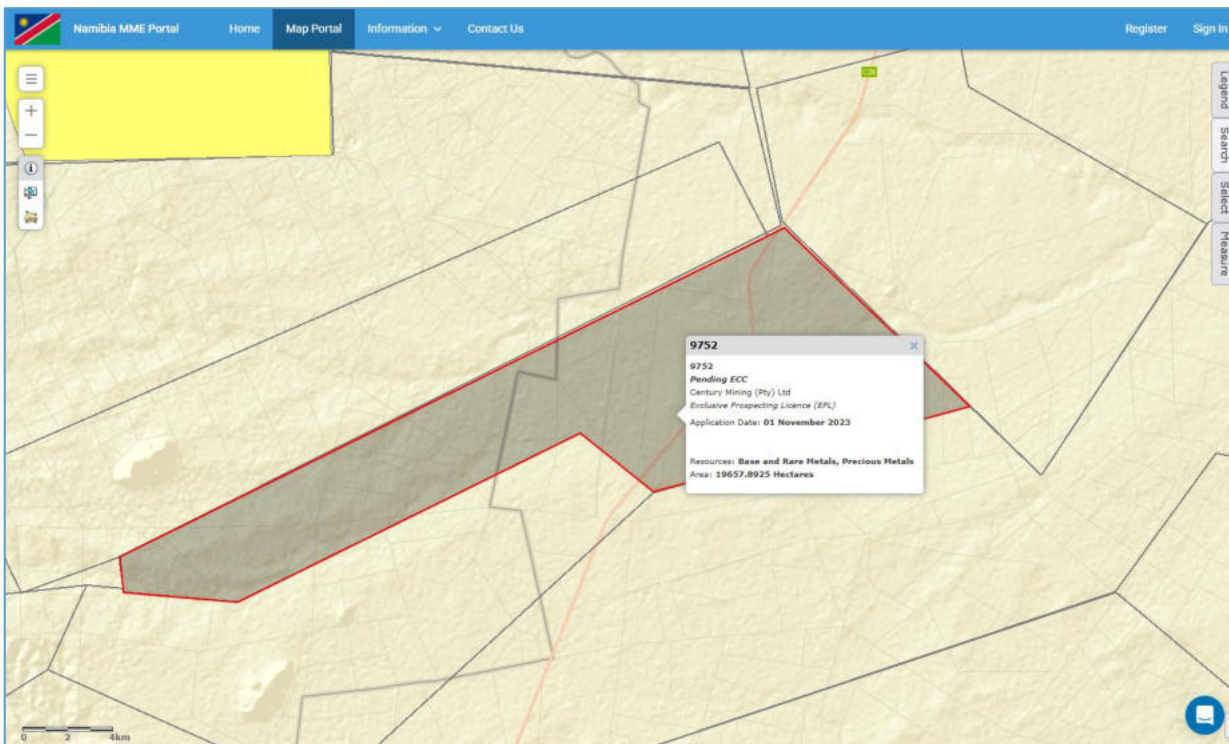 Namibia MME Portal Home Map Portal Information Contact Us Register Sign In
Legend
Search
Select
Measure
9752
9752
Pending ECC
Century Mining (Pty) Ltd
Exclusive Prospecting Licence (EPL)
Application Date: 01 November 2023
Resources: Base and Rare Metals, Precious Metals
Area: 19657.8925 Hectares
0 2 4km